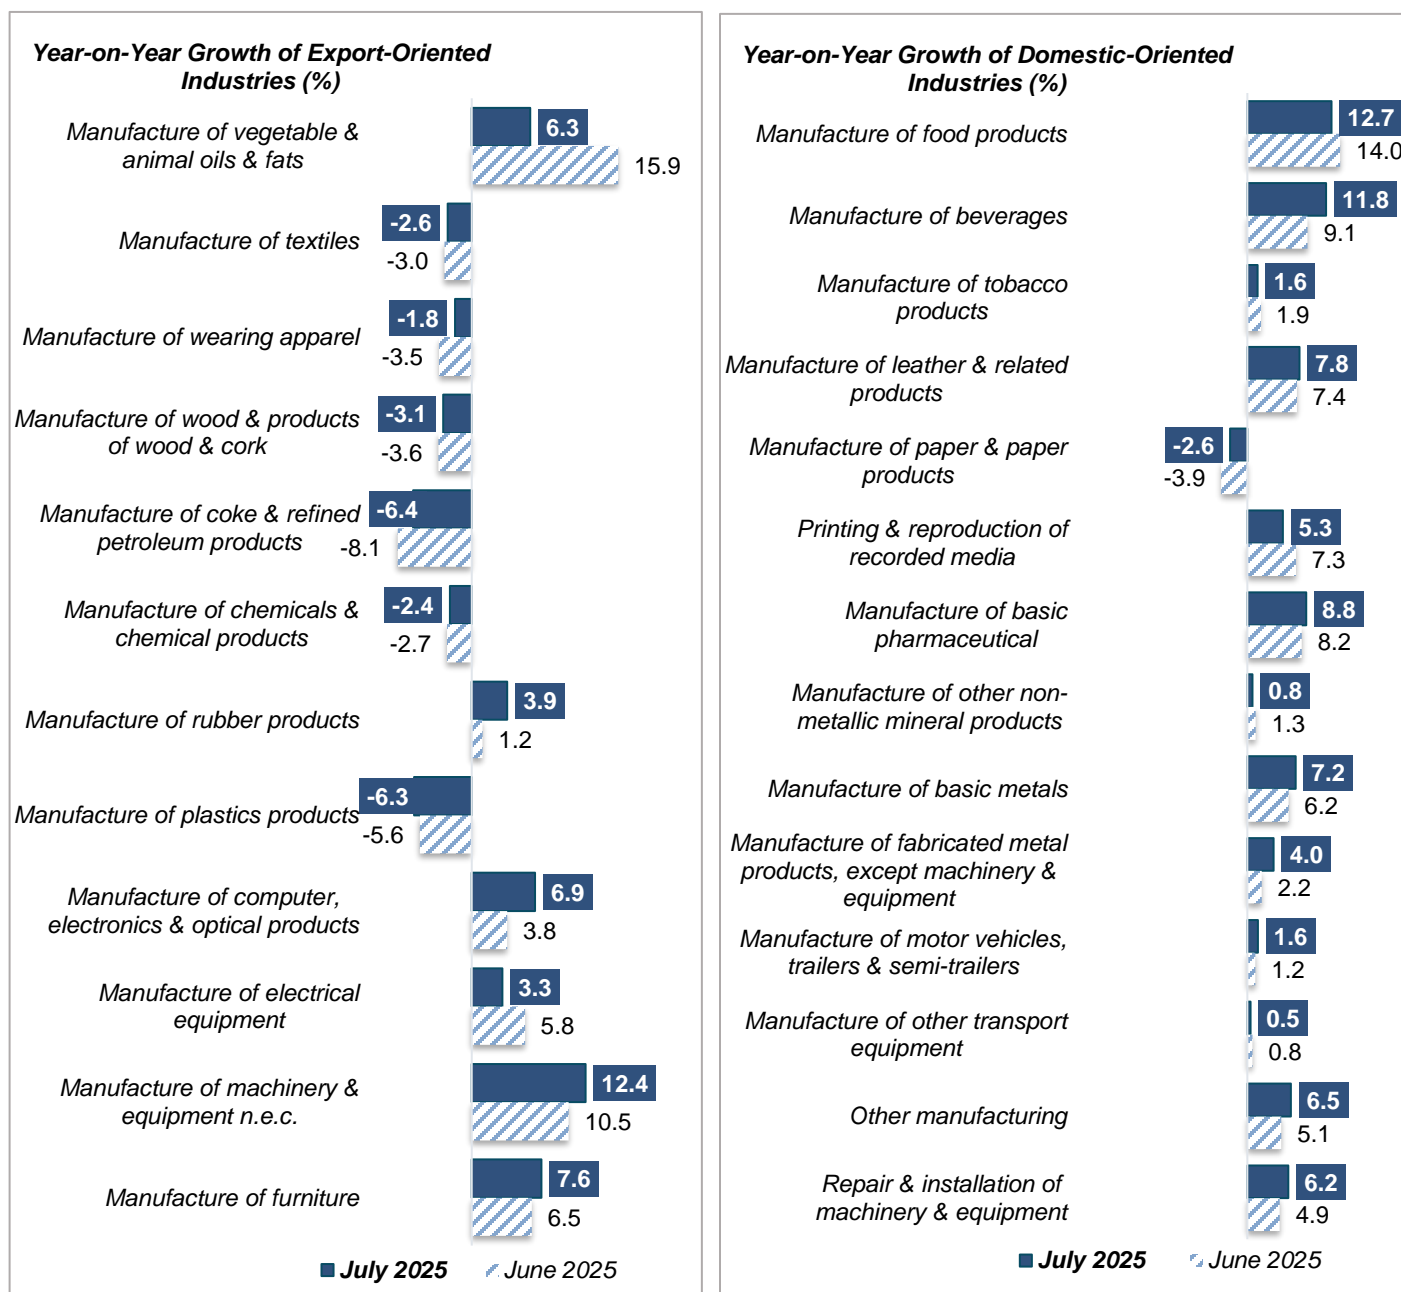 Year-on-Year Growth of Export-Oriented
Industries (%)
Manufacture of vegetable &
animal oils & fats
6.3
15.9
Manufacture of textiles
-2.6
-3.0
Manufacture of wearing apparel
-1.8
-3.5
Manufacture of wood & products
of wood & cork
-3.1
-3.6
Manufacture of coke & refined
petroleum products
-6.4
-8.1
Manufacture of chemicals &
chemical products
-2.4
-2.7
Manufacture of rubber products
3.9
1.2
Manufacture of plastics products
-6.3
-5.6
Manufacture of computer,
electronics & optical products
6.9
3.8
Manufacture of electrical
equipment
3.3
5.8
Manufacture of machinery &
equipment n.e.c.
12.4
10.5
Manufacture of furniture
7.6
6.5
July 2025 June 2025
Year-on-Year Growth of Domestic-Oriented
Industries (%)
Manufacture of food products
12.7
14.0
Manufacture of beverages
11.8
9.1
Manufacture of tobacco
products
1.6
1.9
Manufacture of leather & related
products
7.8
7.4
Manufacture of paper & paper
products
-2.6
-3.9
Printing & reproduction of
recorded media
5.3
7.3
Manufacture of basic
pharmaceutical
8.8
8.2
Manufacture of other non-
metallic mineral products
0.8
1.3
Manufacture of basic metals
7.2
6.2
Manufacture of fabricated metal
products, except machinery &
equipment
4.0
2.2
Manufacture of motor vehicles,
trailers & semi-trailers
1.6
1.2
Manufacture of other transport
equipment
0.5
0.8
Other manufacturing
6.5
5.1
Repair & installation of
machinery & equipment
6.2
4.9
July 2025 June 2025